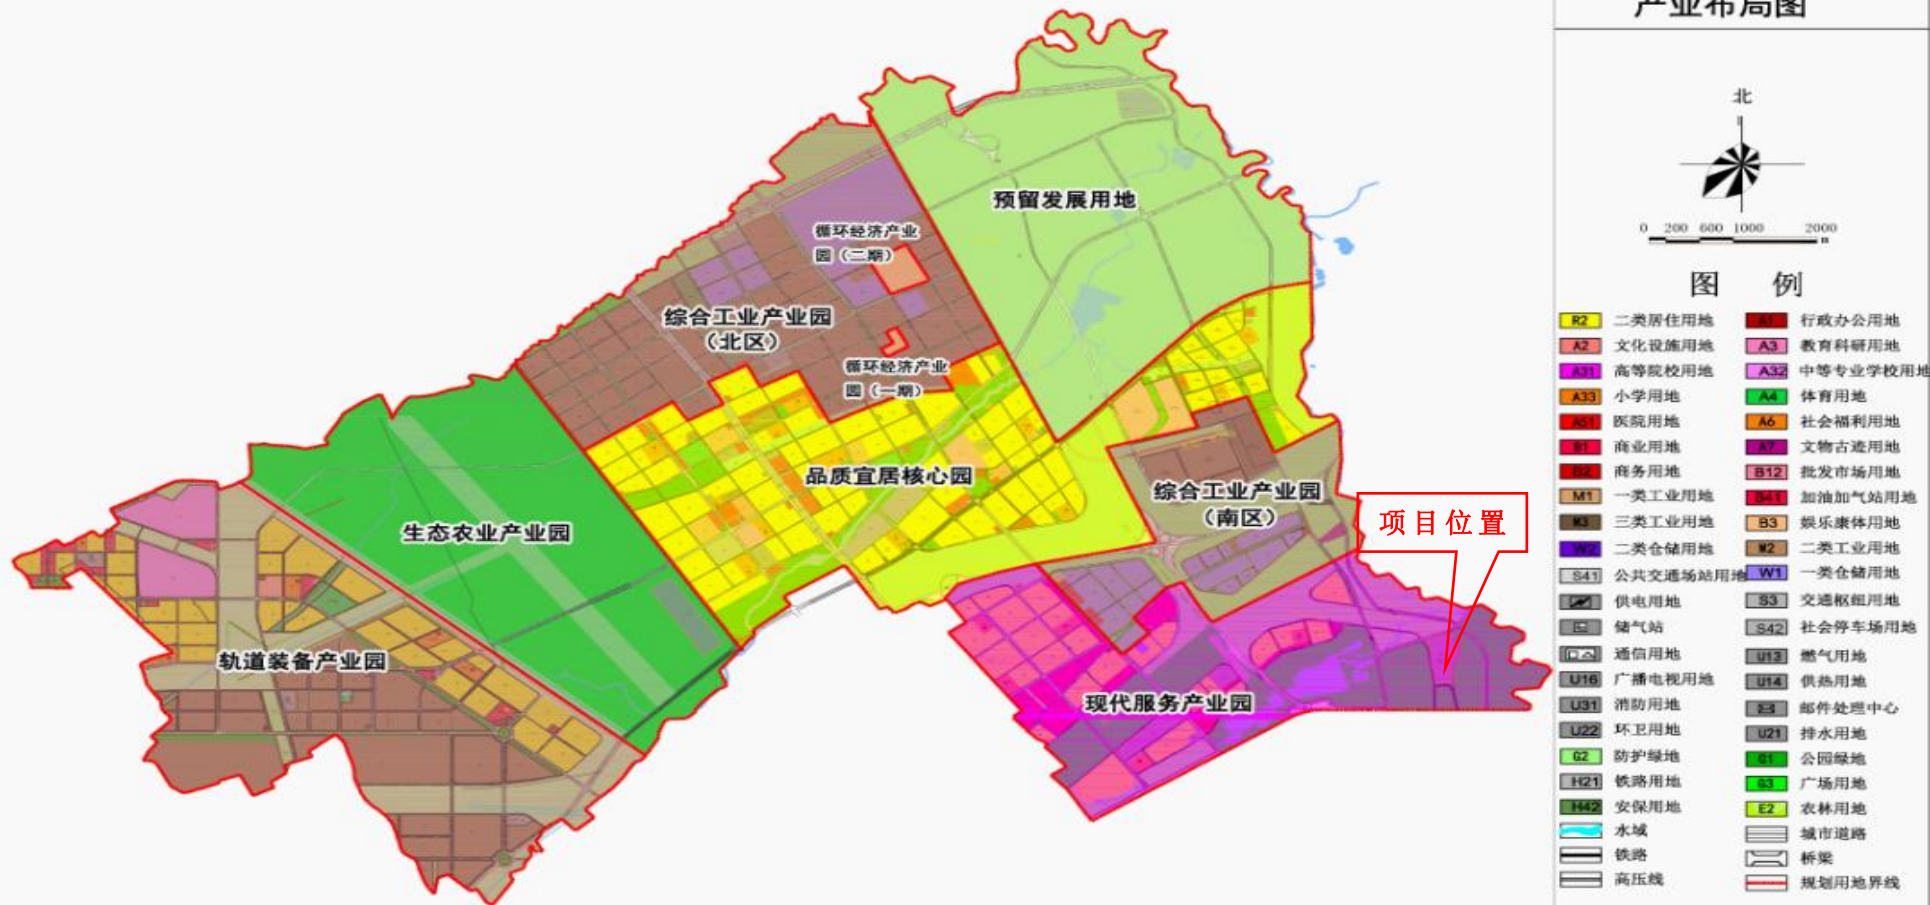 产业布局图
北
0 200 600 1000 2000
m
图 例
R2 二类居住用地 A1 行政办公用地
A2 文化设施用地 A3 教育科研用地
A31 高等院校用地 A32 中等专业学校用地
A33 小学用地 A4 体育用地
A51 医院用地 A6 社会福利用地
B1 商业用地 A7 文物古迹用地
B2 商务用地 B12 批发市场用地
M1 一类工业用地 B41 加油加气站用地
M3 三类工业用地 B3 娱乐康体用地
W2 二类仓储用地 M2 二类工业用地
S41 公共交通场站用地 W1 一类仓储用地
供电用地 S3 交通枢纽用地
储气站 S42 社会停车场用地
通信用地 U13 燃气用地
U16 广播电视用地 U14 供热用地
U31 消防用地 邮件处理中心
U22 环卫用地 U21 排水用地
G2 防护绿地 G1 公园绿地
H21 铁路用地 G3 广场用地
H42 安保用地 E2 农林用地
水域 城市道路
铁路 桥梁
高压线 规划用地界线
预留发展用地
循环经济产业
园（二期）
综合工业产业园
（北区）
循环经济产业
园（一期）
品质宜居核心园
综合工业产业园
（南区）
项目位置
生态农业产业园
轨道装备产业园
现代服务产业园